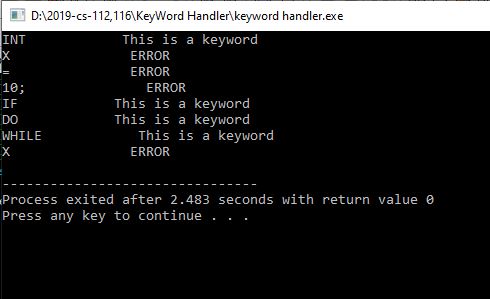 D:\2019-cs-112,116\KeyWord Handler\keyword handler.exe
INT            This is a keyword
X               ERROR
=               ERROR
10;               ERROR
IF            This is a keyword
DO            This is a keyword
WHILE            This is a keyword
X               ERROR
--------------------------------
Process exited after 2.483 seconds with return value 0
Press any key to continue . . .